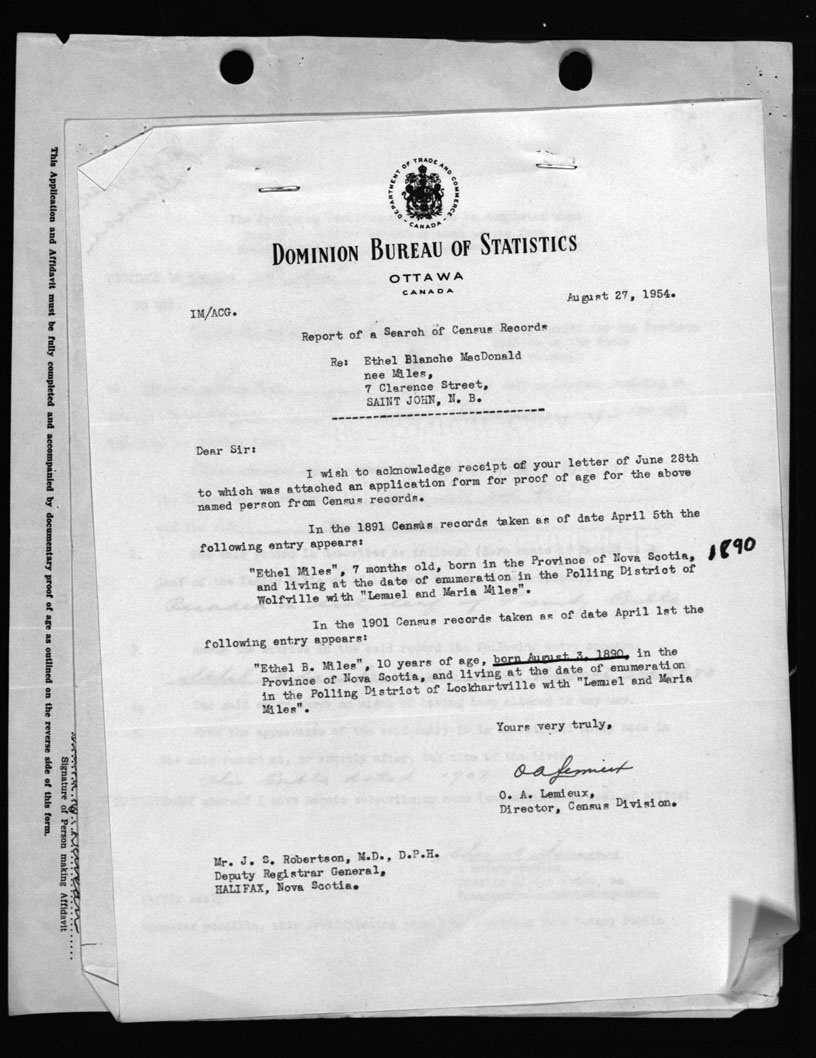 DEPARTMENT OF TRADE AND COMMERCE
CANADA
DOMINION BUREAU OF STATISTICS
OTTAWA
CANADA
August 27, 1954.
IM/ACG.
Report of a Search of Census Records
Re: Ethel Blanche MacDonald
nee Miles,
7 Clarence Street,
SAINT JOHN, N. B.
Dear Sir:
I wish to acknowledge receipt of your letter of June 28th
to which was attached an application form for proof of age for the above
named person from Census records.
In the 1891 Census records taken as of date April 5th the
following entry appears:
"Ethel Miles", 7 months old, born in the Province of Nova Scotia,
and living at the date of enumeration in the Polling District of
Wolfville with "Lemuel and Maria Miles".
1890
In the 1901 Census records taken as of date April 1st the
following entry appears:
"Ethel B. Miles", 10 years of age, born August 3, 1890, in the
Province of Nova Scotia, and living at the date of enumeration
in the Polling District of Lockhartville with "Lemuel and Maria
Miles".
Yours very truly,
O A Lemieux
O. A. Lemieux,
Director, Census Division.
Mr. J. S. Robertson, M.D., D.P.H.
Deputy Registrar General,
HALIFAX, Nova Scotia.
This Application and Affidavit must be fully completed and accompanied by documentary proof of age as outlined on the reverse side of this form.
Signature of Person making Affidavit